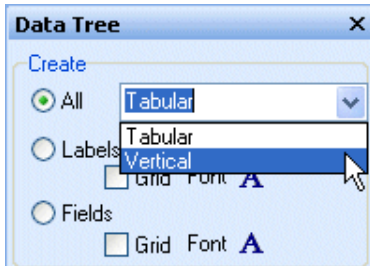 Data Tree
Create
All Tabular
Tabular
Labels Vertical
Grid Font A
Fields
Grid Font A